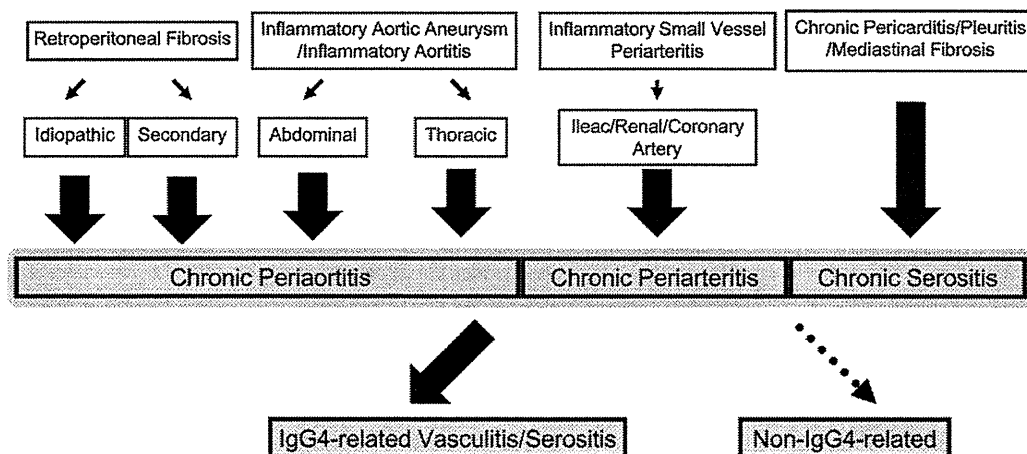 Retroperitoneal Fibrosis
Inflammatory Aortic Aneurysm
/Inflammatory Aortitis
Inflammatory Small Vessel
Periarteritis
Chronic Pericarditis/Pleuritis
/Mediastinal Fibrosis
Idiopathic
Secondary
Abdominal
Thoracic
Ileac/Renal/Coronary
Artery
Chronic Periaortitis
Chronic Periarteritis
Chronic Serositis
IgG4-related Vasculitis/Serositis
Non-IgG4-related